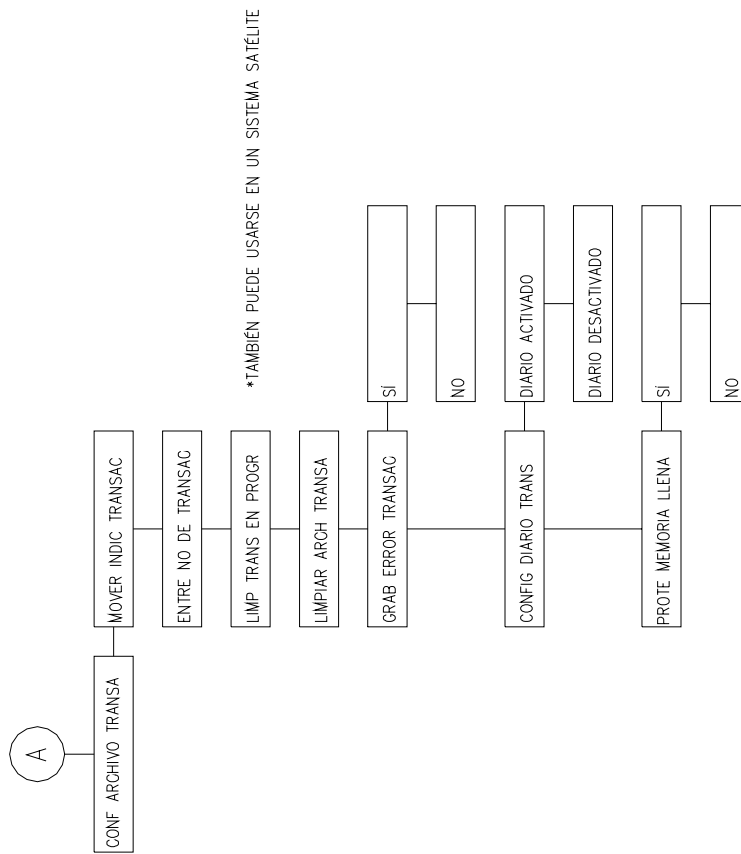 A
CONF ARCHIVO TRANSA
MOVER INDIC TRANSAC
ENTRE NO DE TRANSAC
LIMP TRANS EN PROGR
*TAMBIÉN PUEDE USARSE EN UN SISTEMA SATÉLITE
LIMPIAR ARCH TRANSA
GRAB ERROR TRANSAC
SÍ
NO
CONFIG DIARIO TRANS
DIARIO ACTIVADO
DIARIO DESACTIVADO
PROTE MEMORIA LLENA
SÍ
NO